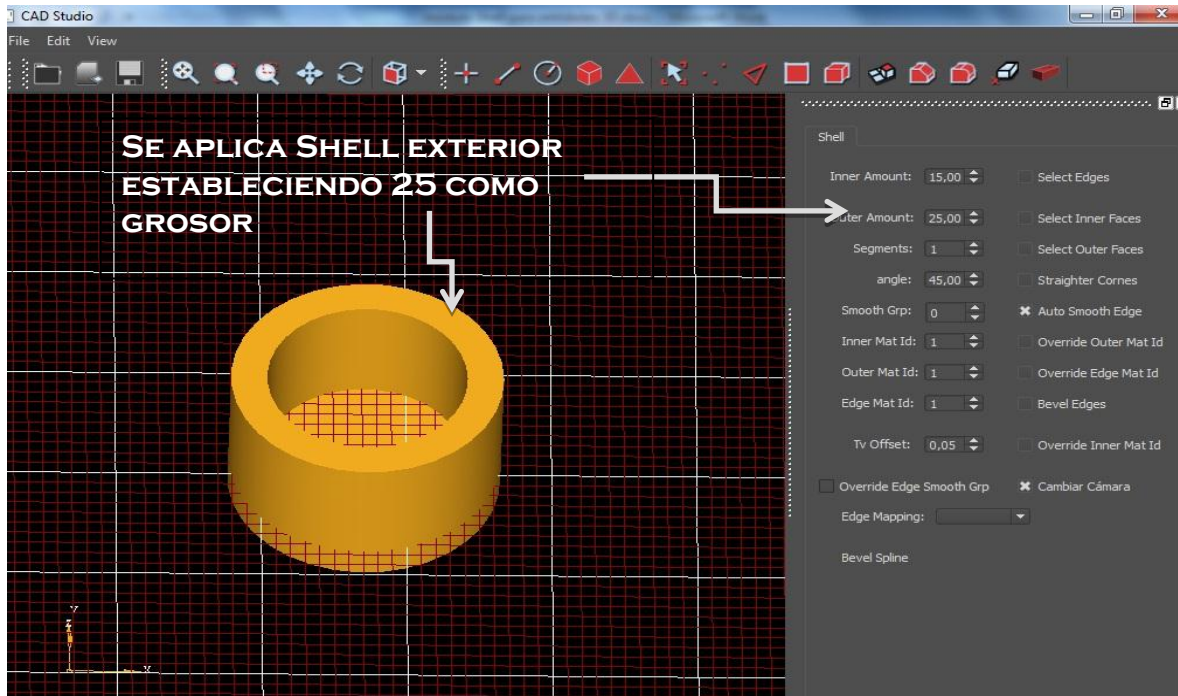 CAD Studio
File Edit View
SE APLICA SHELL EXTERIOR
ESTABLECIENDO 25 COMO
GROSOR
Shell
Inner Amount: 15,00 Select Edges
Outer Amount: 25,00 Select Inner Faces
Segments: 1 Select Outer Faces
angle: 45,00 Straighter Cornes
Smooth Grp: 0 Auto Smooth Edge
Inner Mat Id: 1 Override Outer Mat Id
Outer Mat Id: 1 Override Edge Mat Id
Edge Mat Id: 1 Bevel Edges
Tv Offset: 0,05 Override Inner Mat Id
Override Edge Smooth Grp Cambiar Cámara
Edge Mapping:
Bevel Spline
Y
Z
X